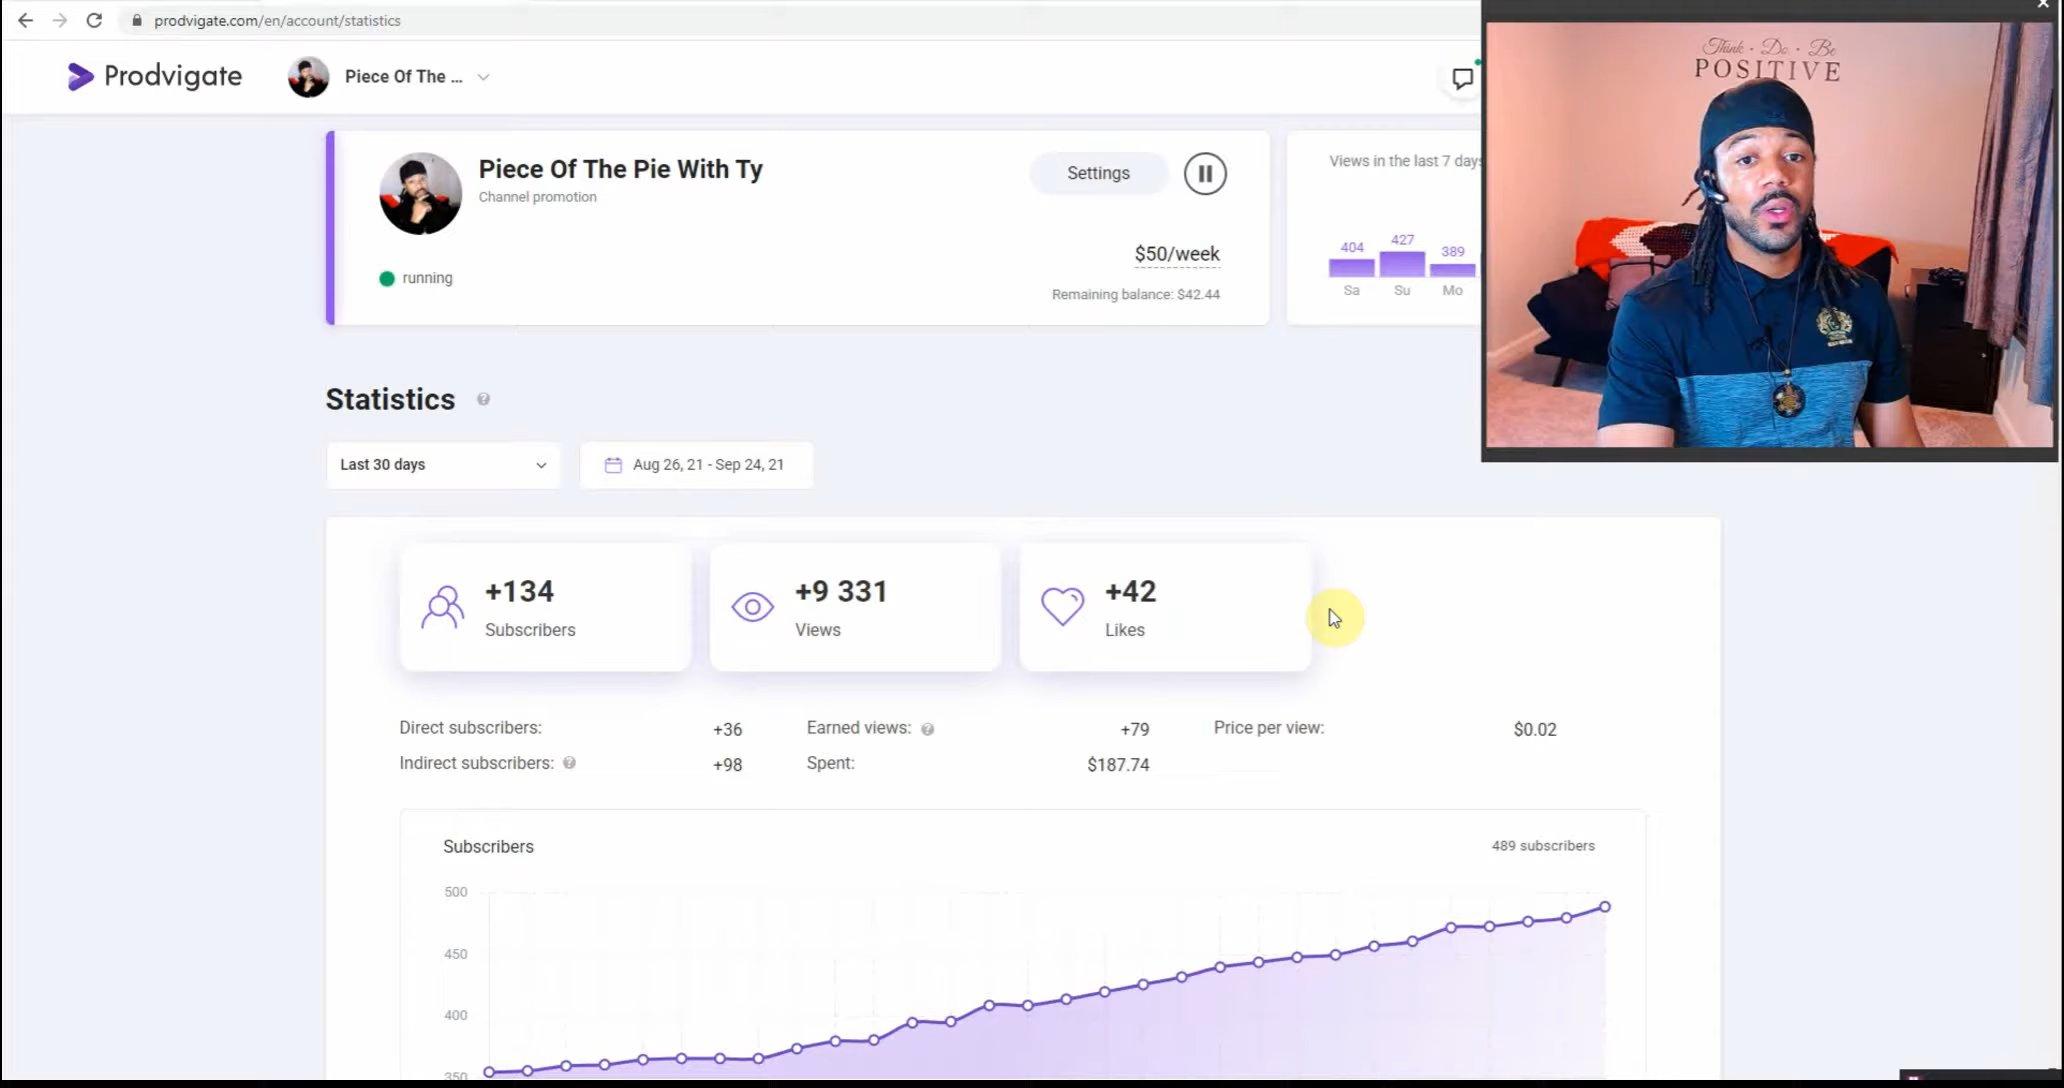 prodvigate.com/en/account/statistics
Prodvigate
Piece Of The ...
Think · Do · Be
POSITIVE
Piece Of The Pie With Ty
Channel promotion
Settings
$50/week
running
Remaining balance: $42.44
Views in the last 7 days
404
427
389
Sa
Su
Mo
Statistics
Last 30 days
Aug 26, 21 - Sep 24, 21
+134
Subscribers
+9 331
Views
+42
Likes
Direct subscribers:
+36
Earned views:
+79
Price per view:
$0.02
Indirect subscribers:
+98
Spent:
$187.74
Subscribers
489 subscribers
500
450
400
350